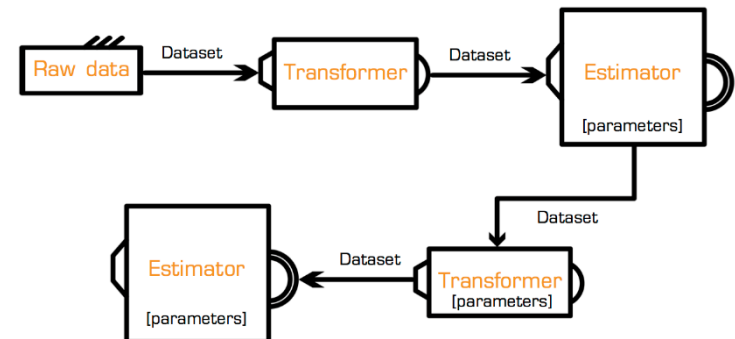 Raw data
Dataset
Transformer
Dataset
Estimator
[parameters]
Dataset
Transformer
[parameters]
Dataset
Estimator
[parameters]